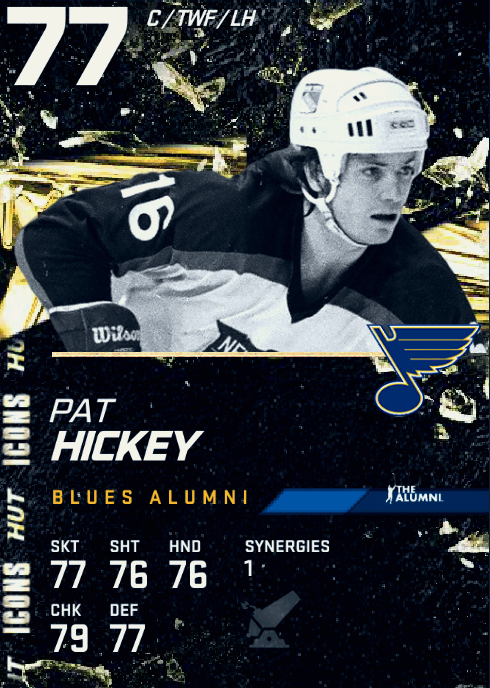 77
C / TWF / LH
16
Wilson
PAT
HICKEY
BLUES ALUMNI
THE
ALUMNI
SKT
SHT
HND
SYNERGIES
77
76
76
1
CHK
DEF
79
77
HUT
ICONS
HUT
ICONS